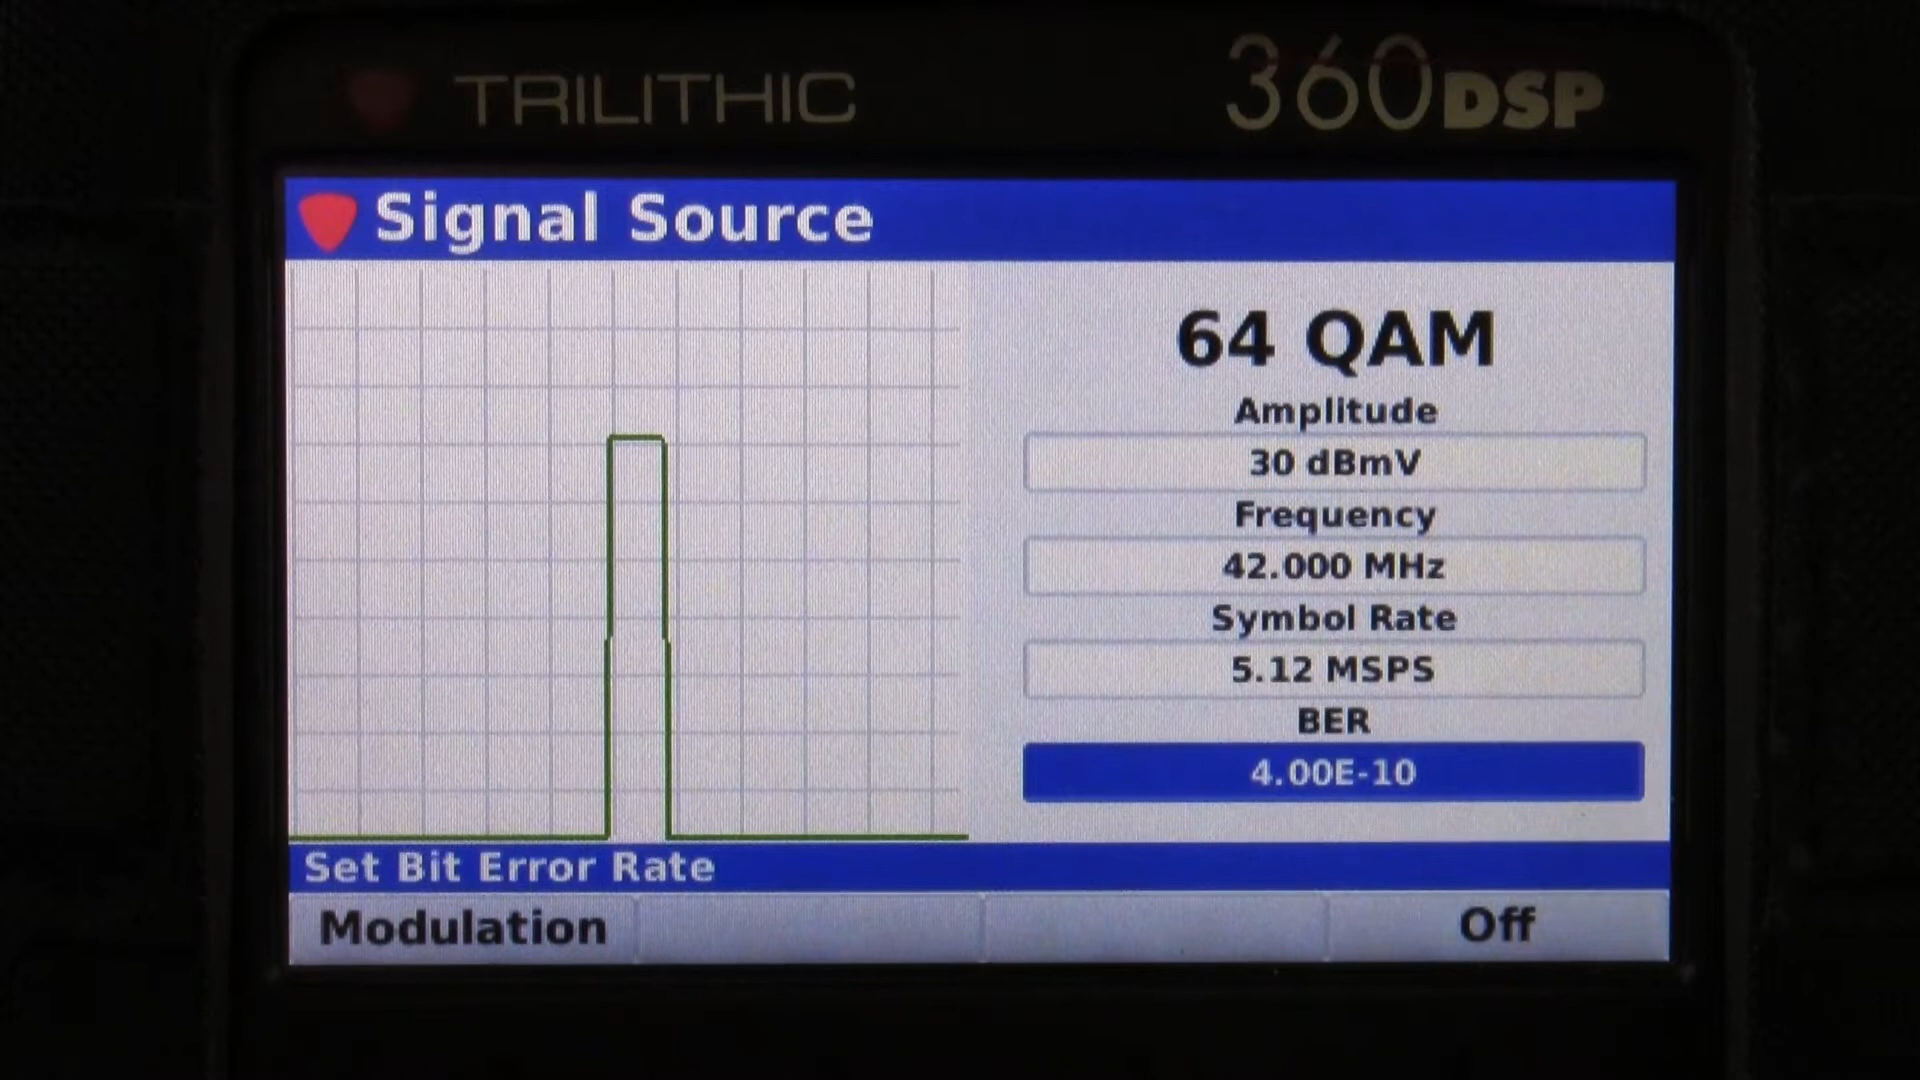 TRILITHIC 360DSP
Signal Source
64 QAM
Amplitude
30 dBmV
Frequency
42.000 MHz
Symbol Rate
5.12 MSPS
BER
4.00E-10
Set Bit Error Rate
Modulation Off